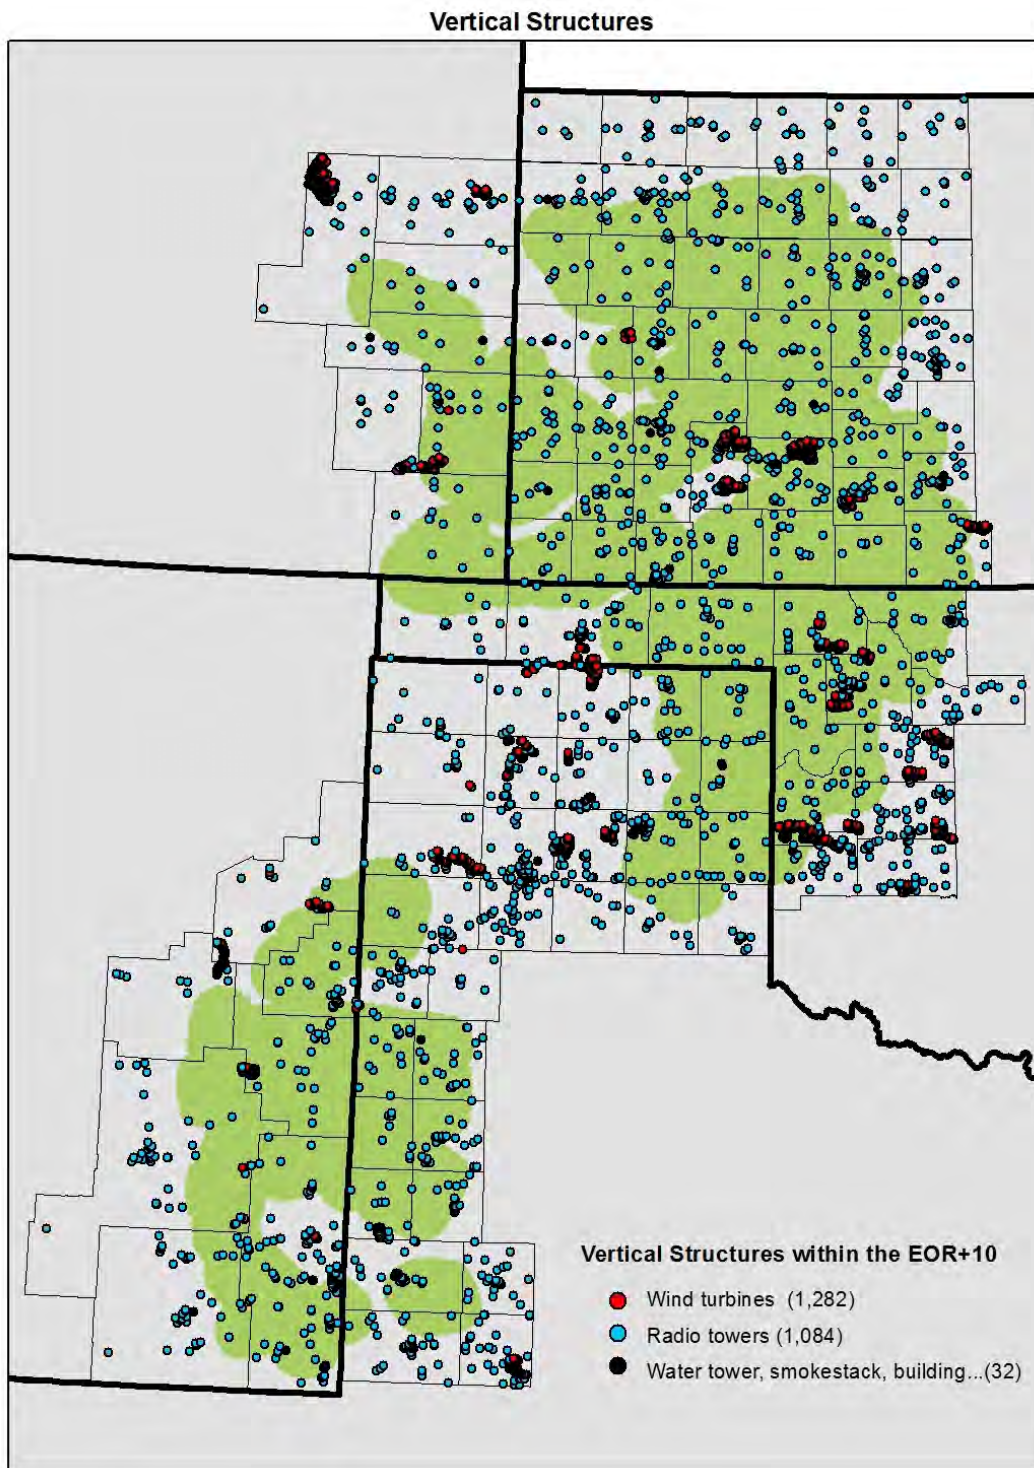 Vertical Structures
Vertical Structures within the EOR+10
Wind turbines (1,282)
Radio towers (1,084)
Water tower, smokestack, building...(32)